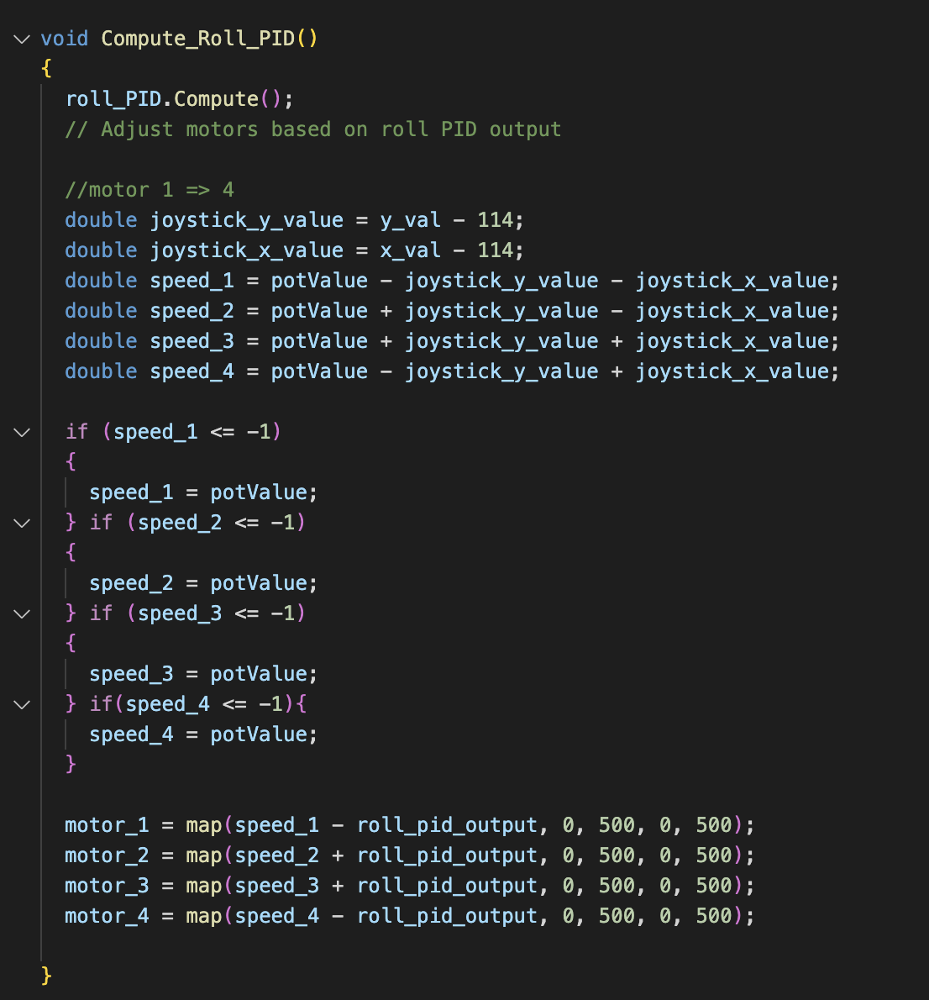 void Compute_Roll_PID()
{
  roll_PID.Compute();
  // Adjust motors based on roll PID output

  //motor 1 => 4
  double joystick_y_value = y_val - 114;
  double joystick_x_value = x_val - 114;
  double speed_1 = potValue - joystick_y_value - joystick_x_value;
  double speed_2 = potValue + joystick_y_value - joystick_x_value;
  double speed_3 = potValue + joystick_y_value + joystick_x_value;
  double speed_4 = potValue - joystick_y_value + joystick_x_value;

  if (speed_1 <= -1)
  {
    speed_1 = potValue;
  } if (speed_2 <= -1)
  {
    speed_2 = potValue;
  } if (speed_3 <= -1)
  {
    speed_3 = potValue;
  } if(speed_4 <= -1){
    speed_4 = potValue;
  }

  motor_1 = map(speed_1 - roll_pid_output, 0, 500, 0, 500);
  motor_2 = map(speed_2 + roll_pid_output, 0, 500, 0, 500);
  motor_3 = map(speed_3 + roll_pid_output, 0, 500, 0, 500);
  motor_4 = map(speed_4 - roll_pid_output, 0, 500, 0, 500);

}